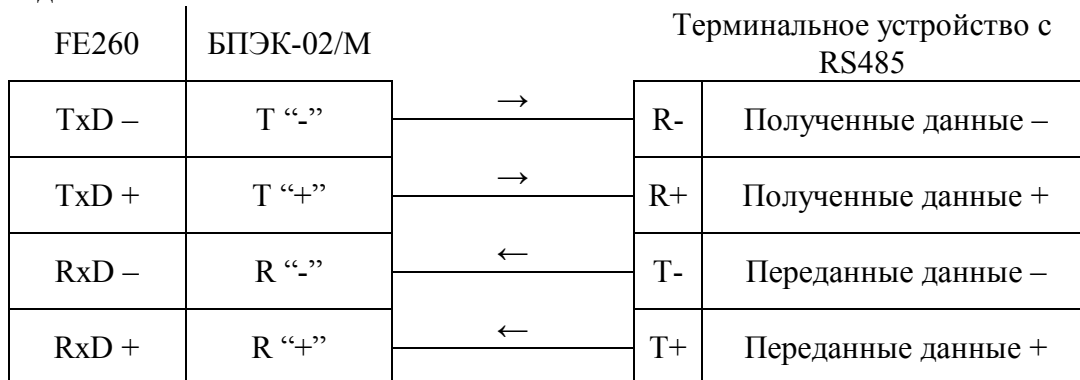 FE260 БПЭК-02/М Терминальное устройство с
RS485
TxD – T “-” → R- Полученные данные –
TxD + T “+” → R+ Полученные данные +
RxD – R “-” ← T- Переданные данные –
RxD + R “+” ← T+ Переданные данные +